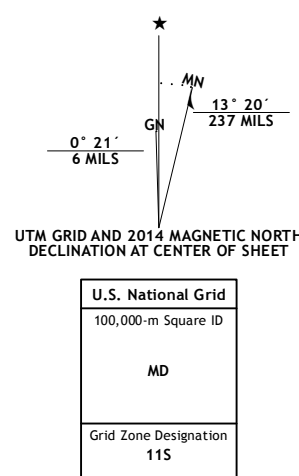 ★
MN
GN
13° 20´
237 MILS
0° 21´
6 MILS
UTM GRID AND 2014 MAGNETIC NORTH
DECLINATION AT CENTER OF SHEET
U.S. National Grid
100,000-m Square ID
MD
Grid Zone Designation
11S